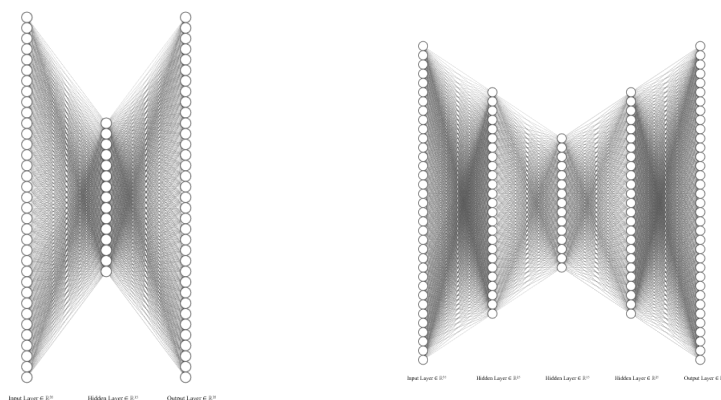 Input Layer ∈ ℝ
Hidden Layer ∈ ℝ
Output Layer ∈ ℝ
Input Layer ∈ ℝ
Hidden Layer ∈ ℝ
Hidden Layer ∈ ℝ
Hidden Layer ∈ ℝ
Output Layer ∈